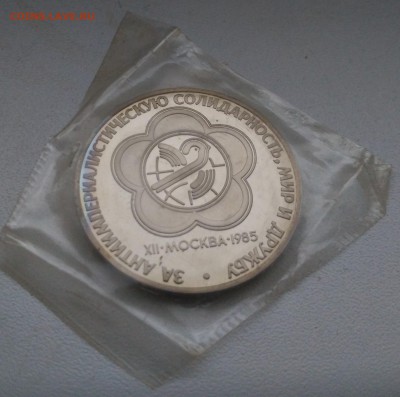 ЗА АНТИИМПЕРИАЛИСТИЧЕСКУЮ СОЛИДАРНОСТЬ, МИР И ДРУЖБУ
XII·МОСКВА·1985